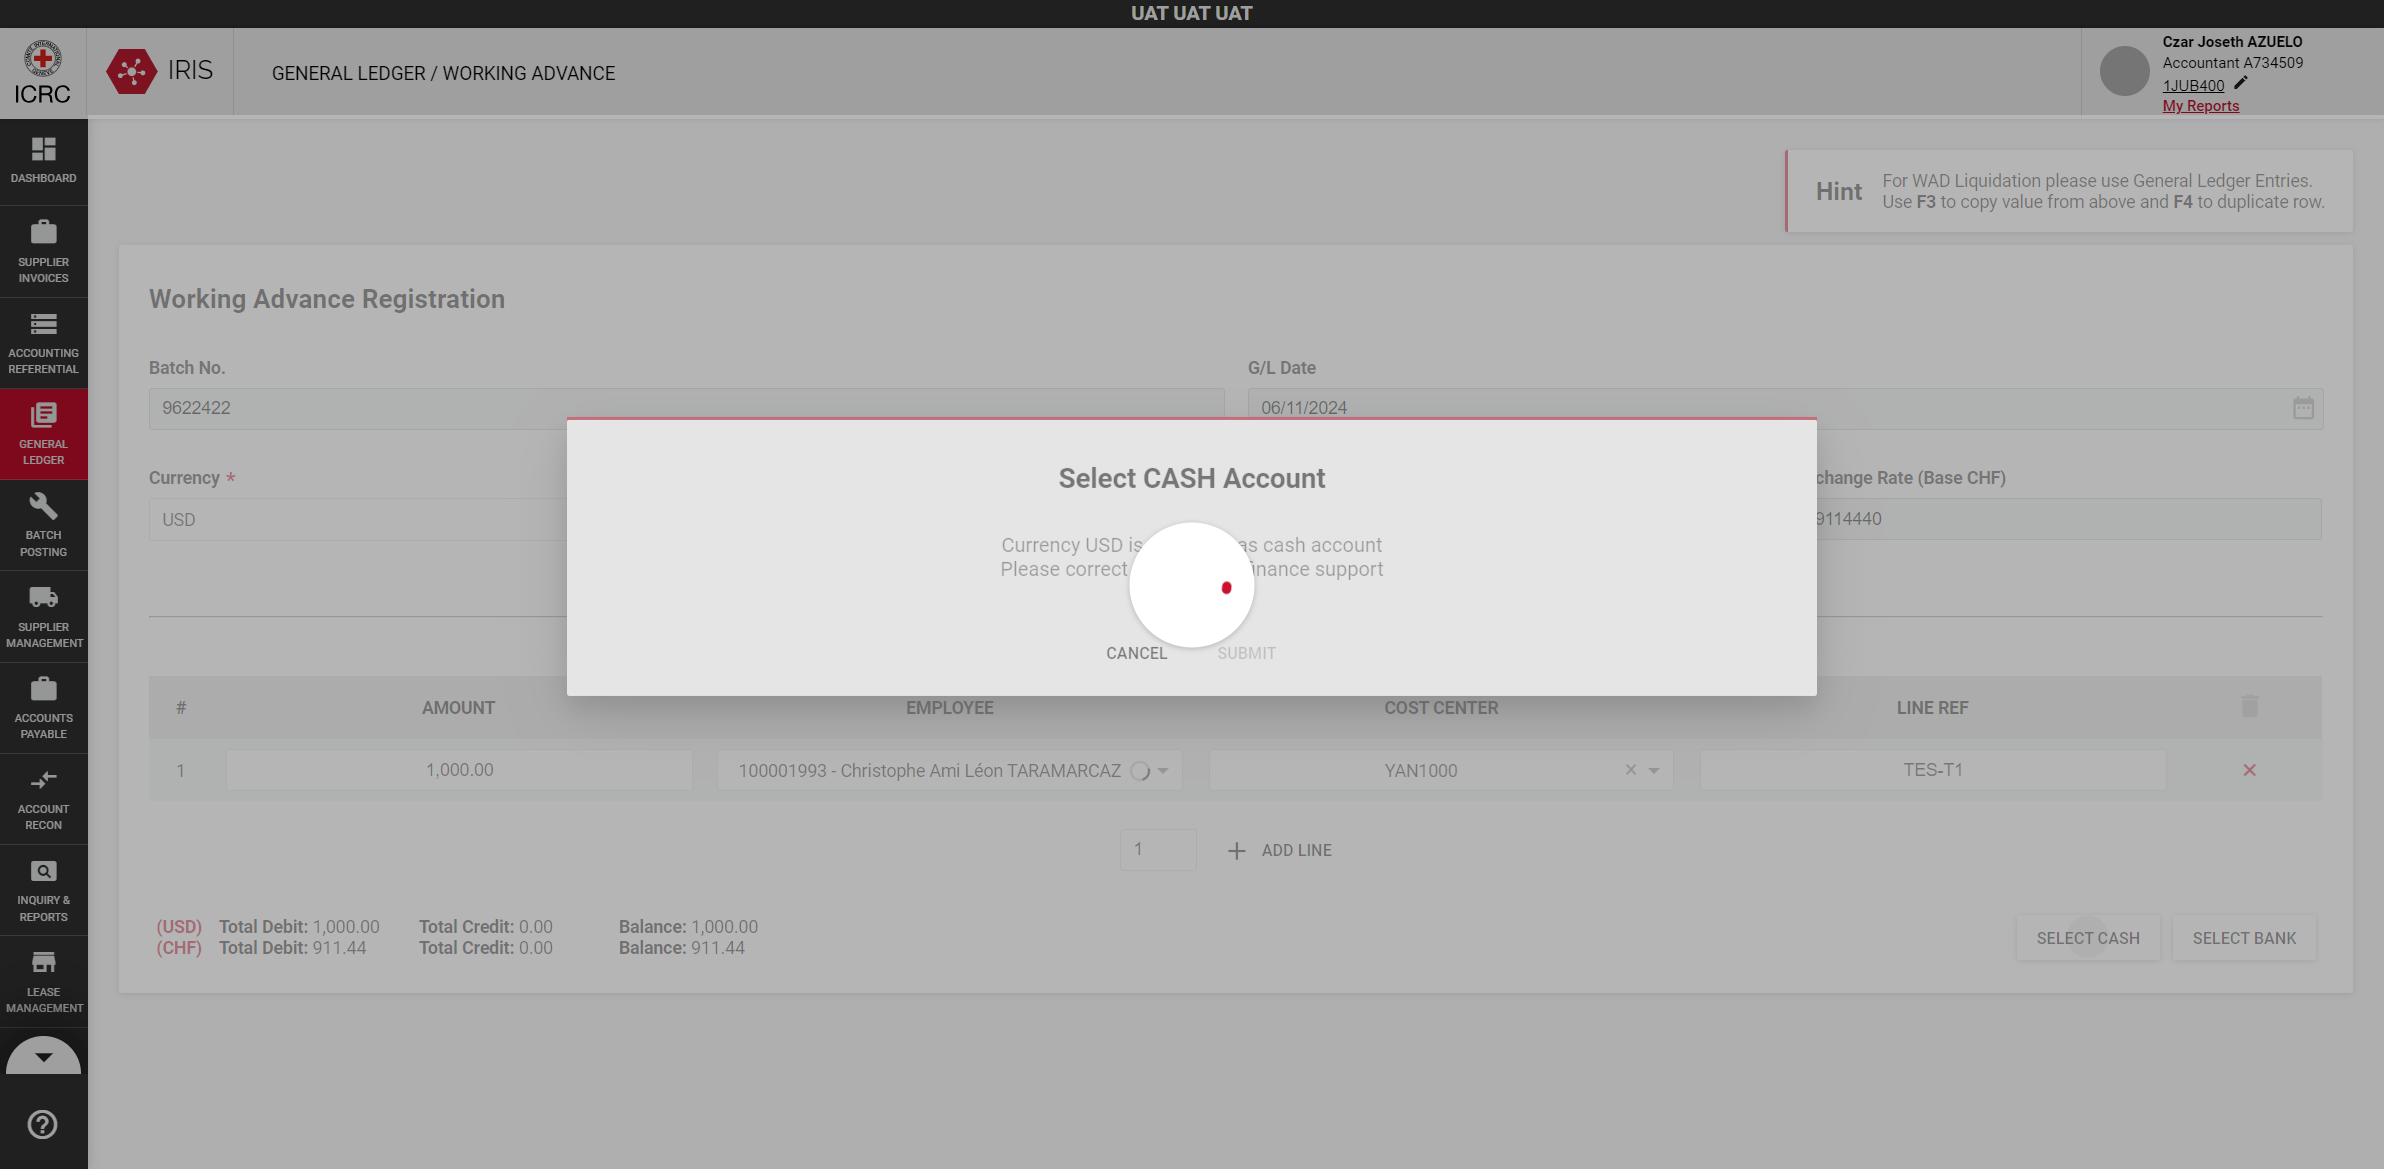 UAT UAT UAT
ICRC
IRIS
GENERAL LEDGER / WORKING ADVANCE
Czar Joseth AZUELO
Accountant A734509
1JUB400
My Reports
DASHBOARD
SUPPLIER
INVOICES
ACCOUNTING
REFERENTIAL
GENERAL
LEDGER
BATCH
POSTING
SUPPLIER
MANAGEMENT
ACCOUNTS
PAYABLE
ACCOUNT
RECON
INQUIRY &
REPORTS
LEASE
MANAGEMENT
Hint
For WAD Liquidation please use General Ledger Entries.
Use F3 to copy value from above and F4 to duplicate row.
Working Advance Registration
Batch No.
G/L Date
9622422
06/11/2024
Currency *
change Rate (Base CHF)
USD
9114440
Select CASH Account
Currency USD is as cash account
Please correct inance support
CANCEL SUBMIT
# AMOUNT EMPLOYEE COST CENTER LINE REF
1 1,000.00 100001993 - Christophe Ami Léon TARAMARCAZ YAN1000 TES-T1
1 ADD LINE
(USD) Total Debit: 1,000.00 Total Credit: 0.00 Balance: 1,000.00
(CHF) Total Debit: 911.44 Total Credit: 0.00 Balance: 911.44
SELECT CASH SELECT BANK